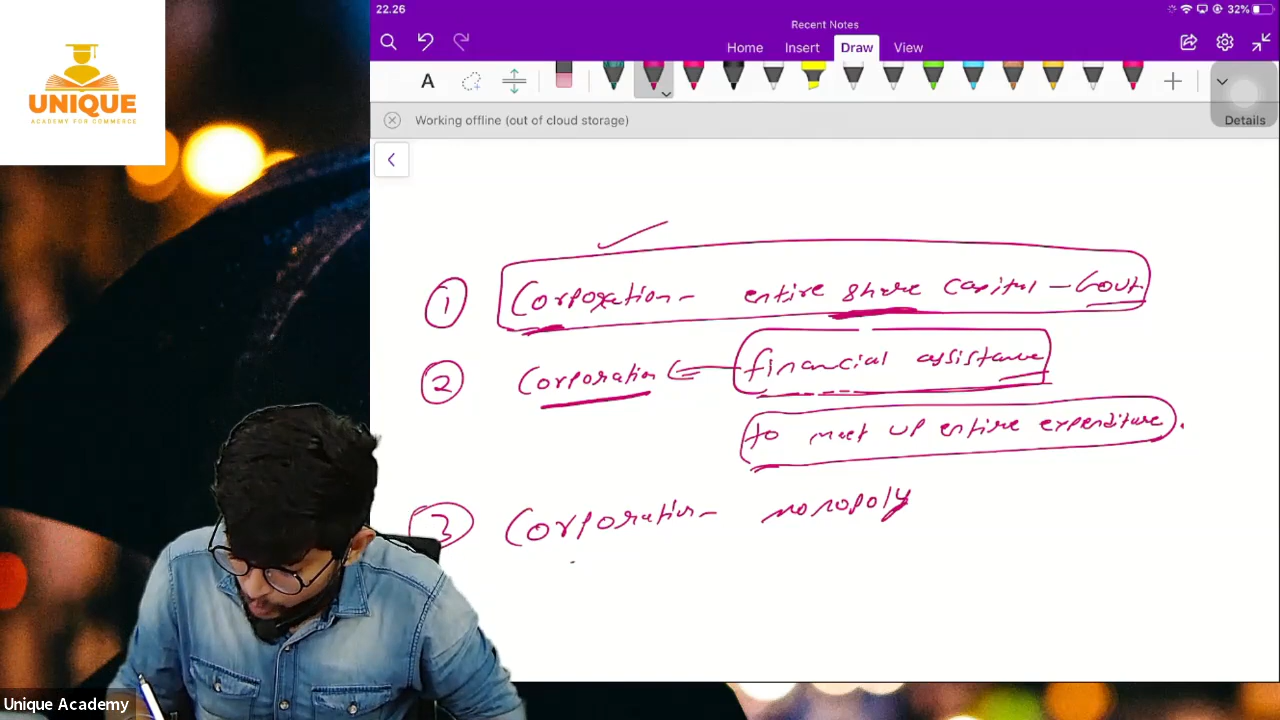 22.26
32%
Recent Notes
Home Insert Draw View
UNIQUE
ACADEMY FOR COMMERCE
A
Details
Working offline (out of cloud storage)
① Corporation - entire share capital - Govt
② Corporation financial assistance
to meet up entire expenditure.
③ Corporation - monopoly
Unique Academy